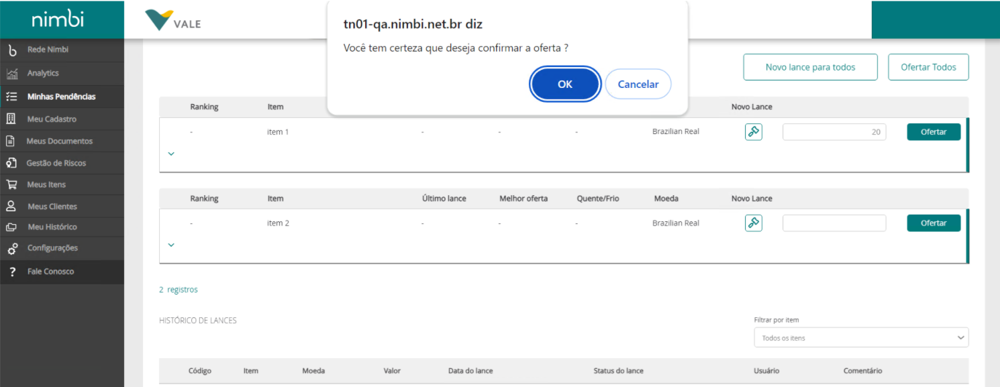 nimbi
VALE
tn01-qa.nimbi.net.br diz
Você tem certeza que deseja confirmar a oferta ?
OK Cancelar
Rede Nimbi
Analytics
Minhas Pendências
Meu Cadastro
Meus Documentos
Gestão de Riscos
Meus Itens
Meus Clientes
Meu Histórico
Configurações
? Fale Conosco
Novo lance para todos Ofertar Todos
Ranking Item Novo Lance
- item 1 - - - Brazilian Real 20 Ofertar
Ranking Item Último lance Melhor oferta Quente/Frio Moeda Novo Lance
- item 2 - - - Brazilian Real Ofertar
2 registros
HISTÓRICO DE LANCES
Filtrar por item
Todos os itens
Código Item Moeda Valor Data do lance Status do lance Usuário Comentário